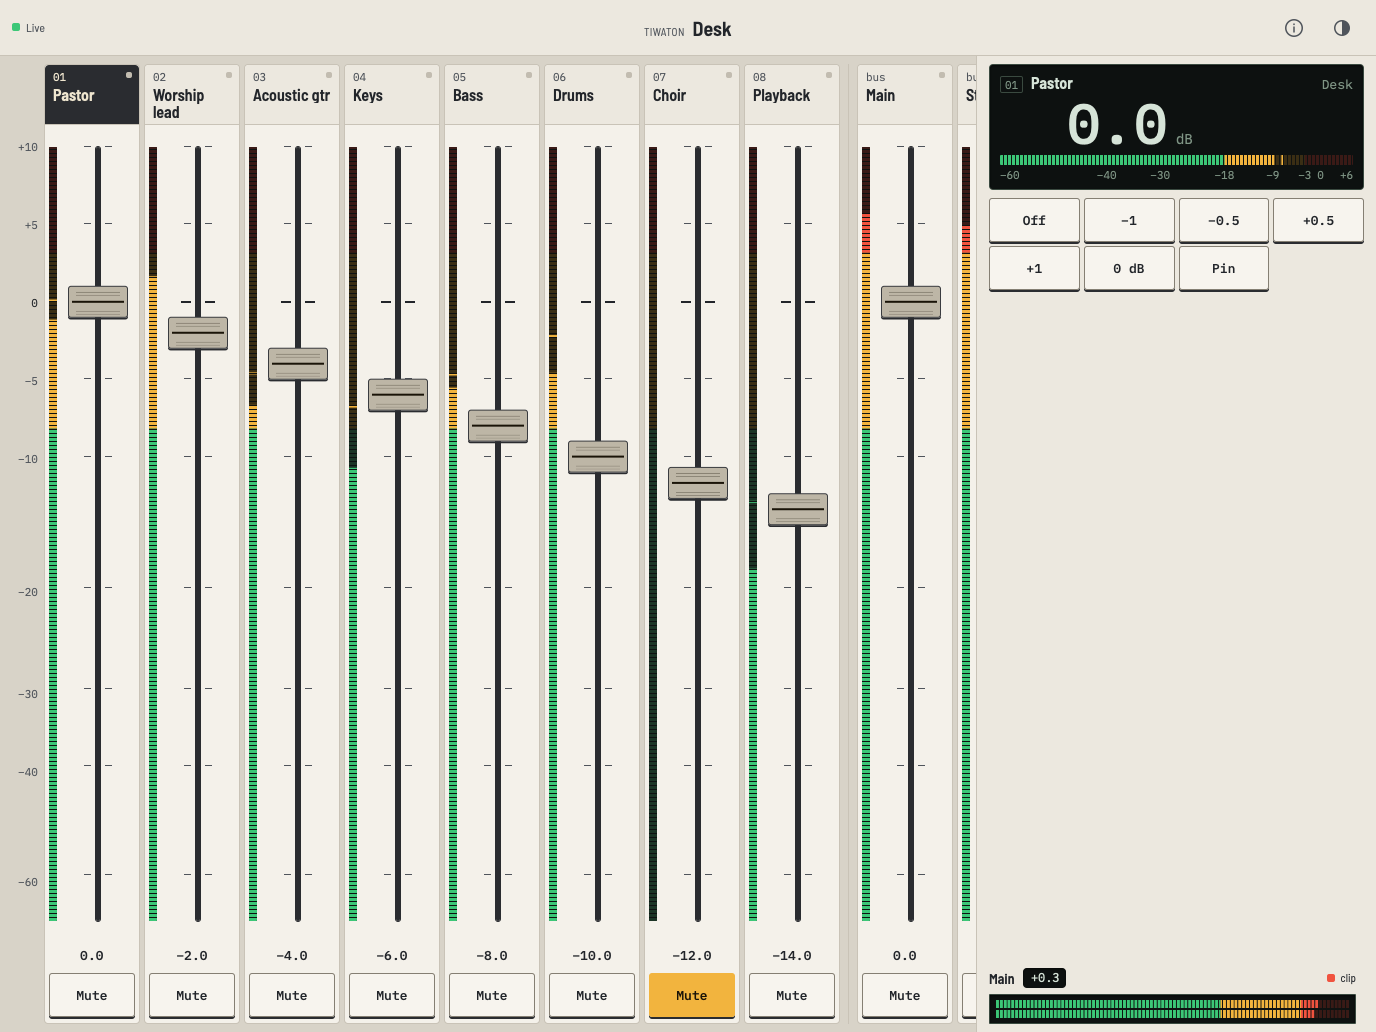 Live
TIWATON Desk
01
Pastor
02
Worship
lead
03
Acoustic gtr
04
Keys
05
Bass
06
Drums
07
Choir
08
Playback
bus
Main
bu
St
+10
+5
0
−5
−10
−20
−30
−40
−60
0.0
−2.0
−4.0
−6.0
−8.0
−10.0
−12.0
−14.0
0.0
Mute
Mute
Mute
Mute
Mute
Mute
Mute
Mute
Mute
01 Pastor Desk
0.0 dB
−60 −40 −30 −18 −9 −3 0 +6
Off −1 −0.5 +0.5
+1 0 dB Pin
Main +0.3 clip